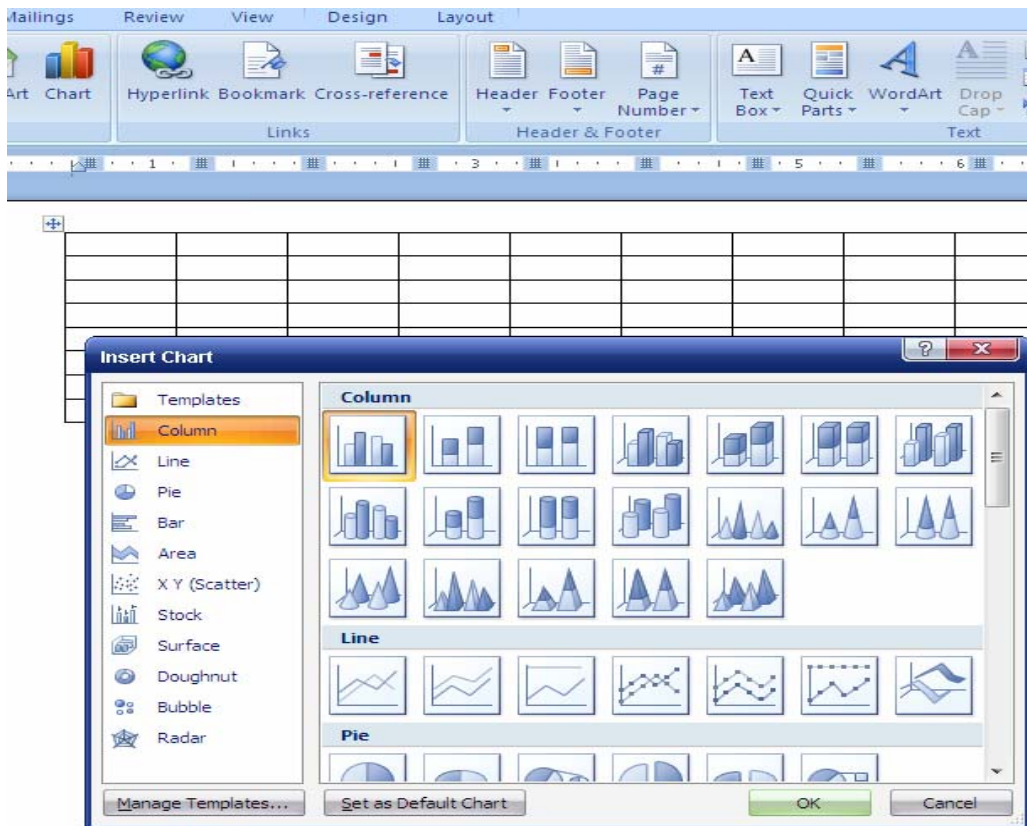 Mailings Review View Design Layout
Art Chart Hyperlink Bookmark Cross-reference Header Footer Page Number Text Box Quick Parts WordArt Drop Cap
Links Header & Footer Text
1 3 5 6
Insert Chart
Templates
Column
Line
Pie
Bar
Area
X Y (Scatter)
Stock
Surface
Doughnut
Bubble
Radar
Column
Line
Pie
Manage Templates... Set as Default Chart OK Cancel